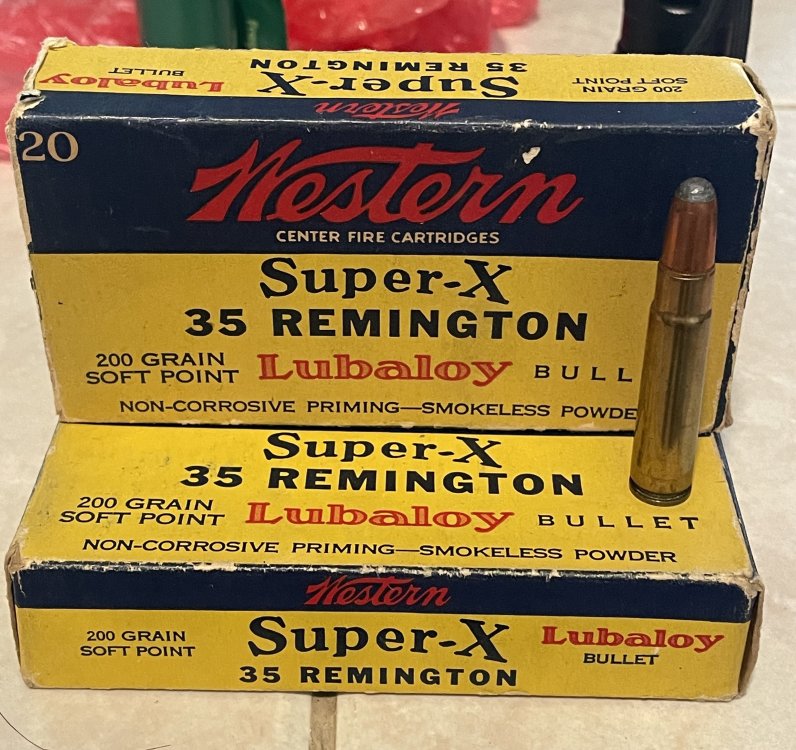 200 GRAIN
SOFT POINT
Super-X
35 REMINGTON
Lubaloy
BULLET
Western
20
Western
CENTER FIRE CARTRIDGES
Super-X
35 REMINGTON
200 GRAIN
SOFT POINT Lubaloy BULL
NON-CORROSIVE PRIMING—SMOKELESS POWDE
Super-X
35 REMINGTON
200 GRAIN
SOFT POINT Lubaloy BULLET
NON-CORROSIVE PRIMING—SMOKELESS POWDER
Western
200 GRAIN
SOFT POINT
Super-X
35 REMINGTON
Lubaloy
BULLET